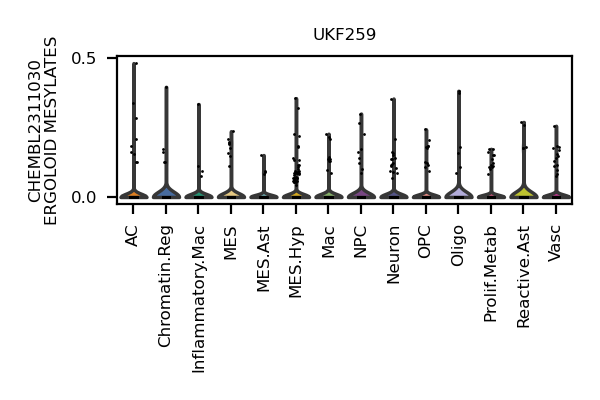 UKF259
CHEMBL2311030
ERGOLOID MESYLATES
0.5
0.0
AC
Chromatin.Reg
Inflammatory.Mac
MES
MES.Ast
MES.Hyp
Mac
NPC
Neuron
OPC
Oligo
Prolif.Metab
Reactive.Ast
Vasc